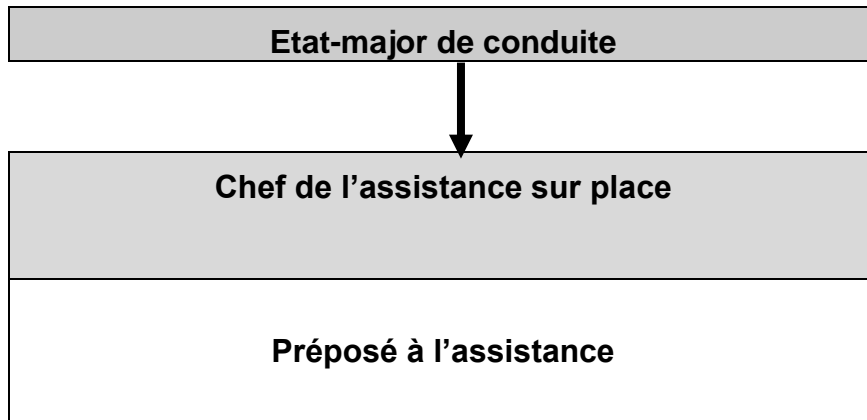 Etat-major de conduite
Chef de l’assistance sur place
Préposé à l’assistance